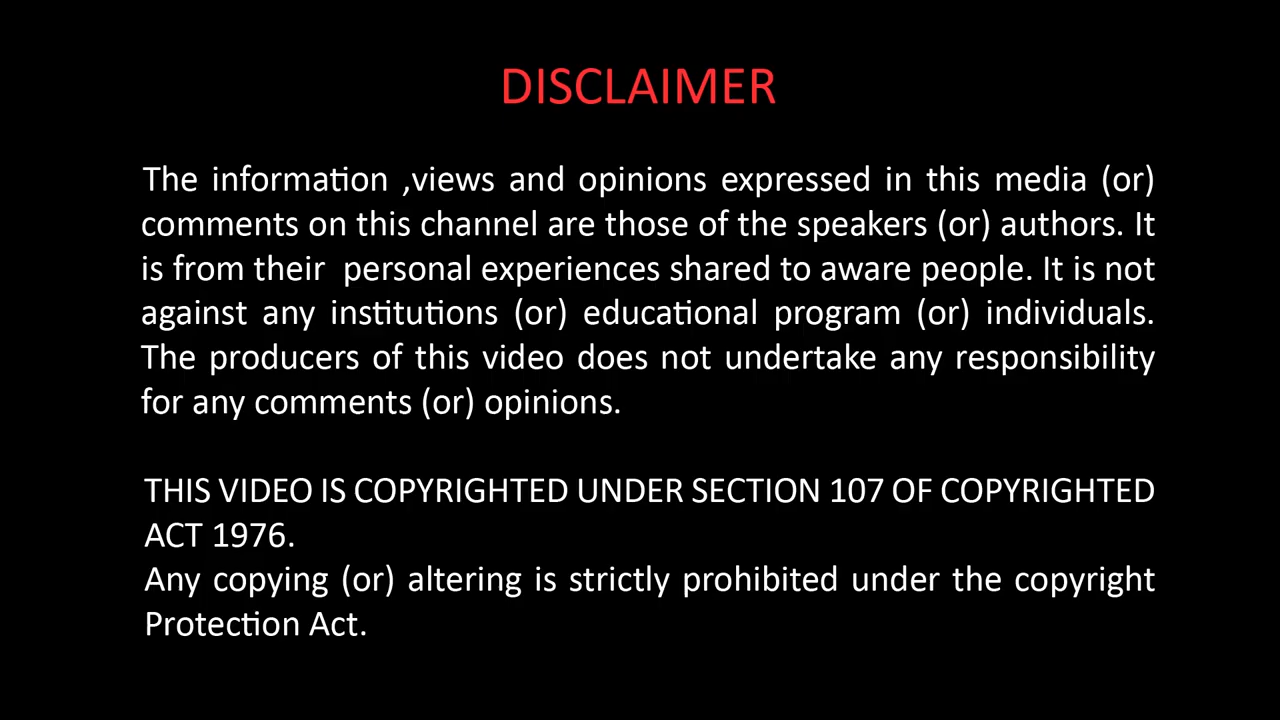 DISCLAIMER
The information ,views and opinions expressed in this media (or)
comments on this channel are those of the speakers (or) authors. It
is from their  personal experiences shared to aware people. It is not
against any institutions (or) educational program (or) individuals.
The producers of this video does not undertake any responsibility
for any comments (or) opinions.
THIS VIDEO IS COPYRIGHTED UNDER SECTION 107 OF COPYRIGHTED
ACT 1976.
Any copying (or) altering is strictly prohibited under the copyright
Protection Act.